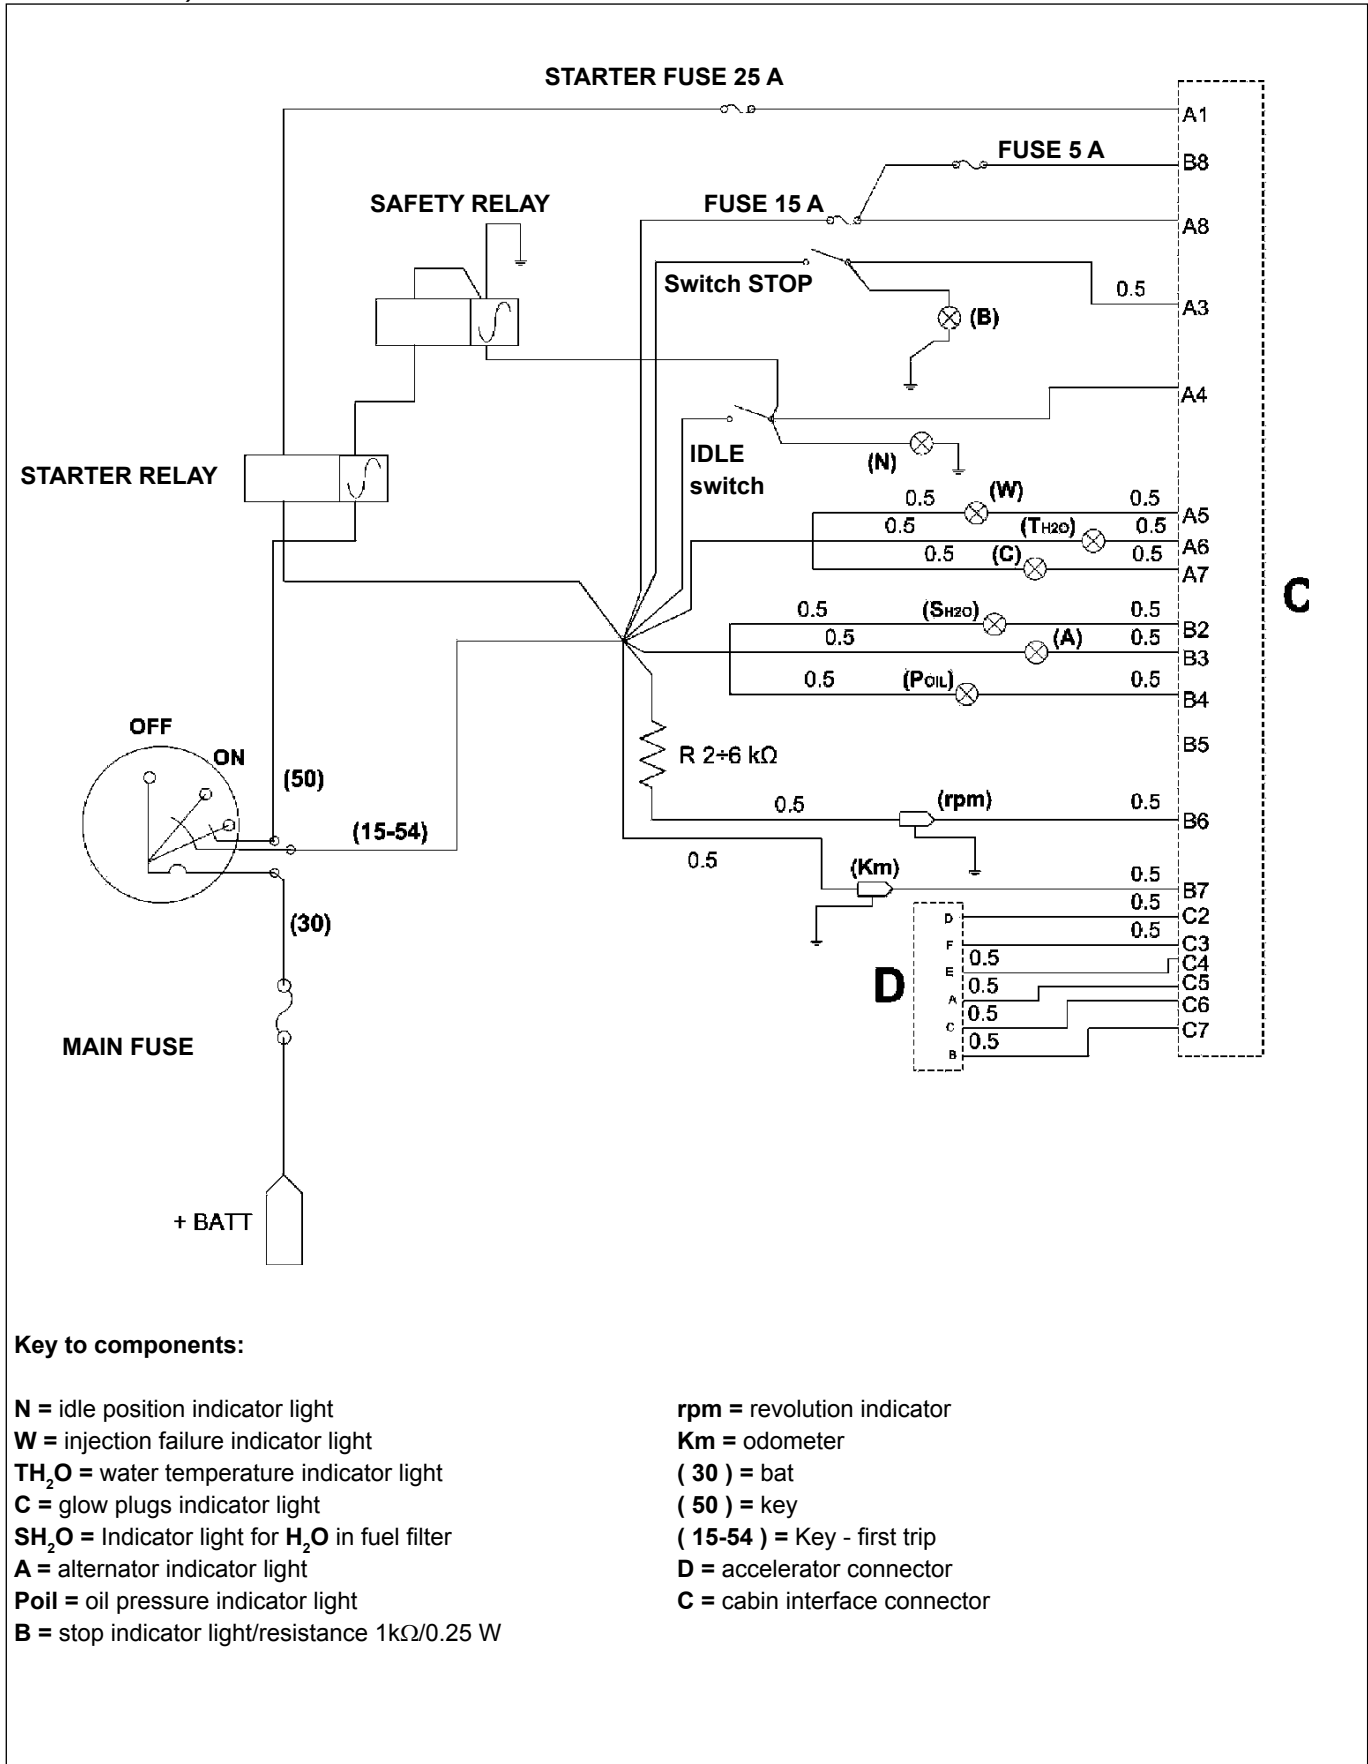 STARTER FUSE 25 A
A1
FUSE 5 A
B8
SAFETY RELAY
FUSE 15 A
A8
Switch STOP
0.5
A3
(B)
A4
IDLE
switch
(N)
STARTER RELAY
0.5
(W)
0.5
A5
0.5
(TH2O)
0.5
A6
0.5
(C)
0.5
A7
C
0.5
(SH2O)
0.5
B2
0.5
(A)
0.5
B3
0.5
(POIL)
0.5
B4
OFF
ON
B5
R 2÷6 kΩ
(50)
0.5
(rpm)
0.5
B6
(15-54)
0.5
(Km)
0.5
B7
D
0.5
C2
F
0.5
C3
(30)
E
0.5
C4
D
A
0.5
C5
C
0.5
C6
B
0.5
C7
MAIN FUSE
+ BATT
Key to components:
N = idle position indicator light
W = injection failure indicator light
TH₂O = water temperature indicator light
C = glow plugs indicator light
SH₂O = Indicator light for H₂O in fuel filter
A = alternator indicator light
Poil = oil pressure indicator light
B = stop indicator light/resistance 1kΩ/0.25 W
rpm = revolution indicator
Km = odometer
( 30 ) = bat
( 50 ) = key
( 15-54 ) = Key - first trip
D = accelerator connector
C = cabin interface connector